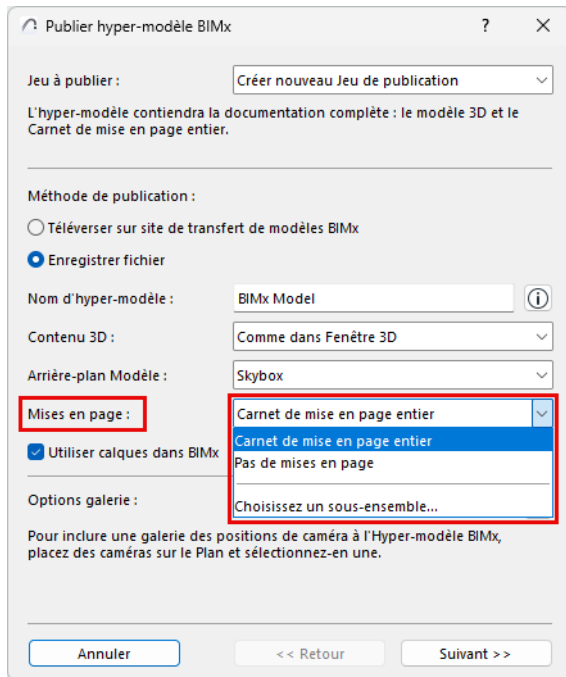 Publier hyper-modèle BIMx
?
Jeu à publier :
Créer nouveau Jeu de publication
L'hyper-modèle contiendra la documentation complète : le modèle 3D et le
Carnet de mise en page entier.
Méthode de publication :
Téléverser sur site de transfert de modèles BIMx
Enregistrer fichier
Nom d'hyper-modèle :
BIMx Model
Contenu 3D :
Comme dans Fenêtre 3D
Arrière-plan Modèle :
Skybox
Mises en page :
Carnet de mise en page entier
Carnet de mise en page entier
Utiliser calques dans BIMx
Pas de mises en page
Options galerie :
Choisissez un sous-ensemble...
Pour inclure une galerie des positions de caméra à l'Hyper-modèle BIMx,
placez des caméras sur le Plan et sélectionnez-en une.
Annuler
<< Retour
Suivant >>